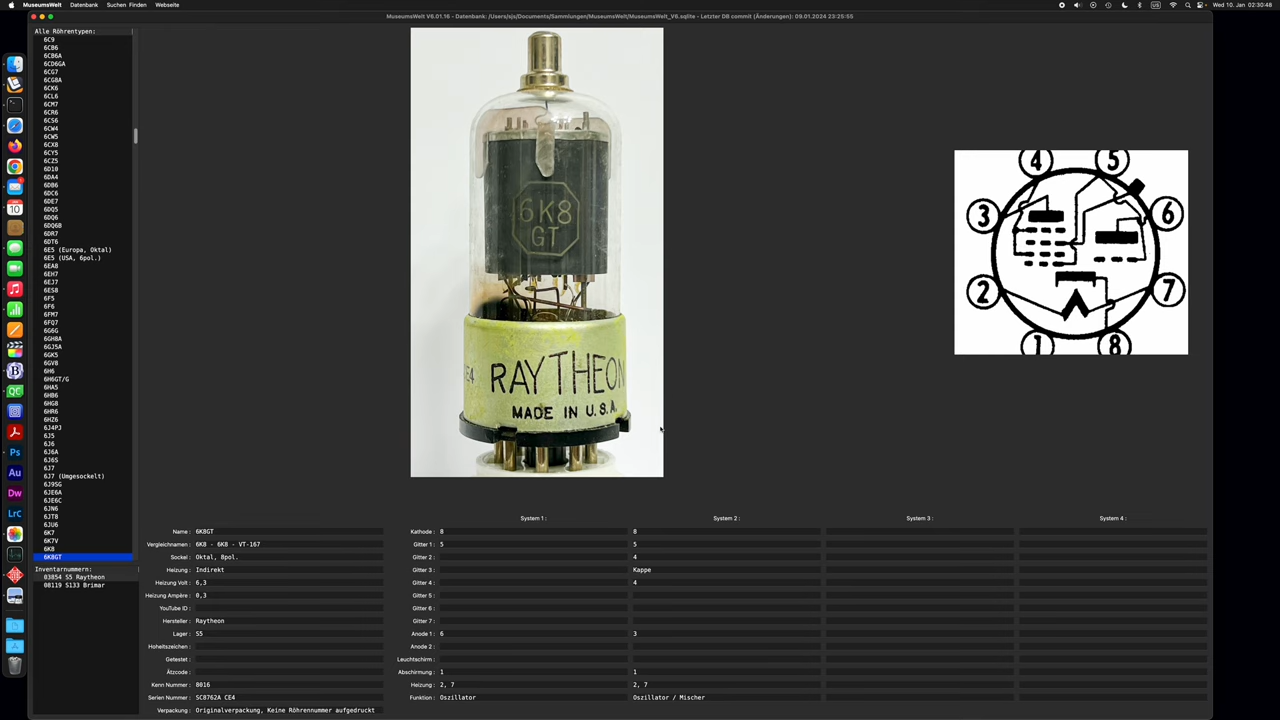 MuseumsWelt Datenbank Suchen Finden Webseite
Wed 10. Jan. 02:30:48
MuseumsWelt V6.01.16 - Datenbank: /Users/sjs/Documents/Sammlungen/MuseumsWelt/MuseumsWelt_V6.sqlite - Letzter DB commit (Änderungen): 09.01.2024 23:25:55
Alle Röhrentypen:
6C9
6CB6
6CB6A
6CD6GA
6CG7
6CG8A
6CK6
6CL6
6CM7
6CR6
6CS6
6CW4
6CW5
6CX8
6CY5
6CZ5
6D10
6DA4
6DB6
6DC6
6DE7
6DQ5
6DQ6
6DQ6B
6DR7
6DT6
6E5 (Europa, Oktal)
6E5 (USA, 6pol.)
6EA8
6EH7
6EJ7
6ES8
6F5
6F6
6FM7
6FQ7
6G6G
6GH8A
6GJ5A
6GK5
6GV8
6H6
6H6GT/G
6HA5
6HB6
6HG8
6HR6
6HZ6
6J4PJ
6J5
6J6
6J6A
6J6S
6J7
6J7 (Umgesockelt)
6J9SG
6JE6A
6JE6C
6JN6
6JT8
6JU6
6K7
6K7V
6K8
6K8GT
Inventarnummern:
03854 S5 Raytheon
08119 S133 Brimar
6K8
GT
E4 RAYTHEON
MADE IN U.S.A.
4 5
3 6
2 7
1 8
Name : 6K8GT
Vergleichnamen : 6K8 - 6K8 - VT-167
Sockel : Oktal, 8pol.
Heizung : Indirekt
Heizung Volt : 6,3
Heizung Ampère : 0,3
YouTube ID :
Hersteller : Raytheon
Lager : S5
Hoheitszeichen :
Getestet :
Ätzcode :
Kenn Nummer : 8016
Serien Nummer : SC8762A CE4
Verpackung : Originalverpackung, Keine Röhrennummer aufgedruckt
System 1 : System 2 : System 3 : System 4 :
Kathode : 8 8
Gitter 1 : 5 5
Gitter 2 : 4
Gitter 3 : Kappe
Gitter 4 : 4
Gitter 5 :
Gitter 6 :
Gitter 7 :
Anode 1 : 6 3
Anode 2 :
Leuchtschirm :
Abschirmung : 1 1
Heizung : 2, 7 2, 7
Funktion : Oszillator Oszillator / Mischer